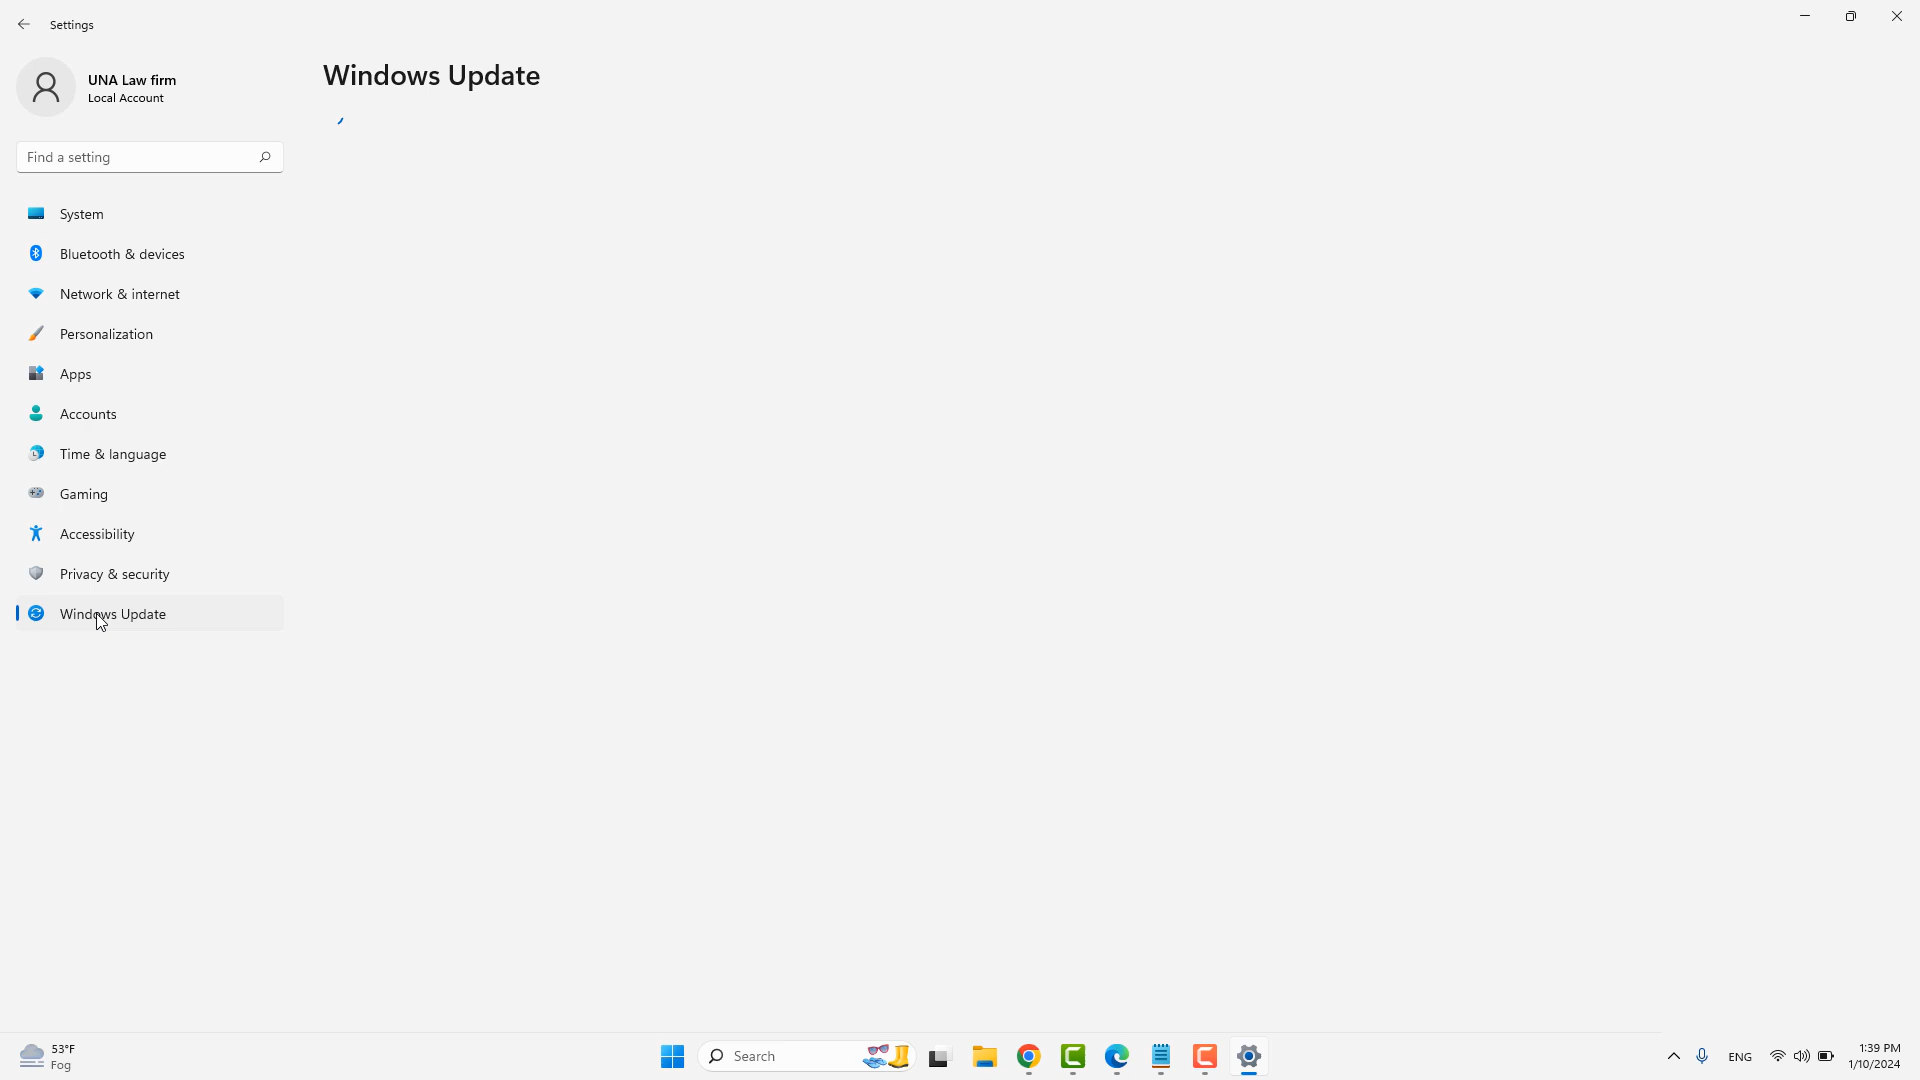 Settings
UNA Law firm
Local Account
Find a setting
System
Bluetooth & devices
Network & internet
Personalization
Apps
Accounts
Time & language
Gaming
Accessibility
Privacy & security
Windows Update
Windows Update
53°F
Fog
Search
ENG
1:39 PM
1/10/2024